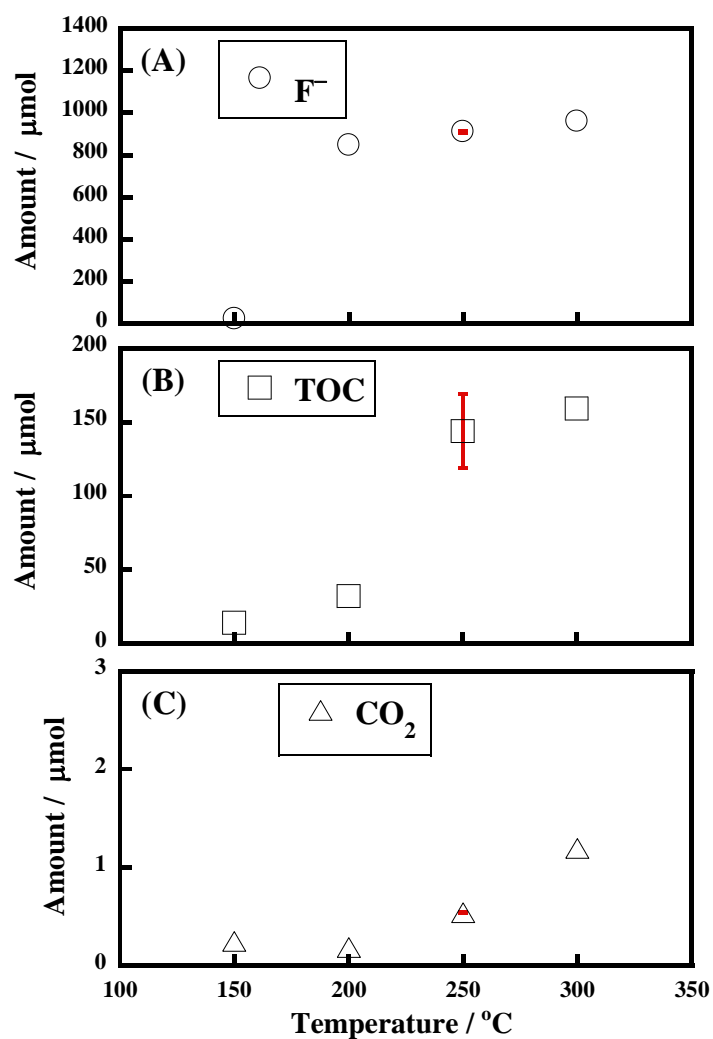 (A)
F⁻
Amount / μmol
1400
1200
1000
800
600
400
200
0
(B)
TOC
Amount / μmol
200
150
100
50
0
(C)
CO₂
Amount / μmol
3
2
1
0
100 150 200 250 300 350
Temperature / °C